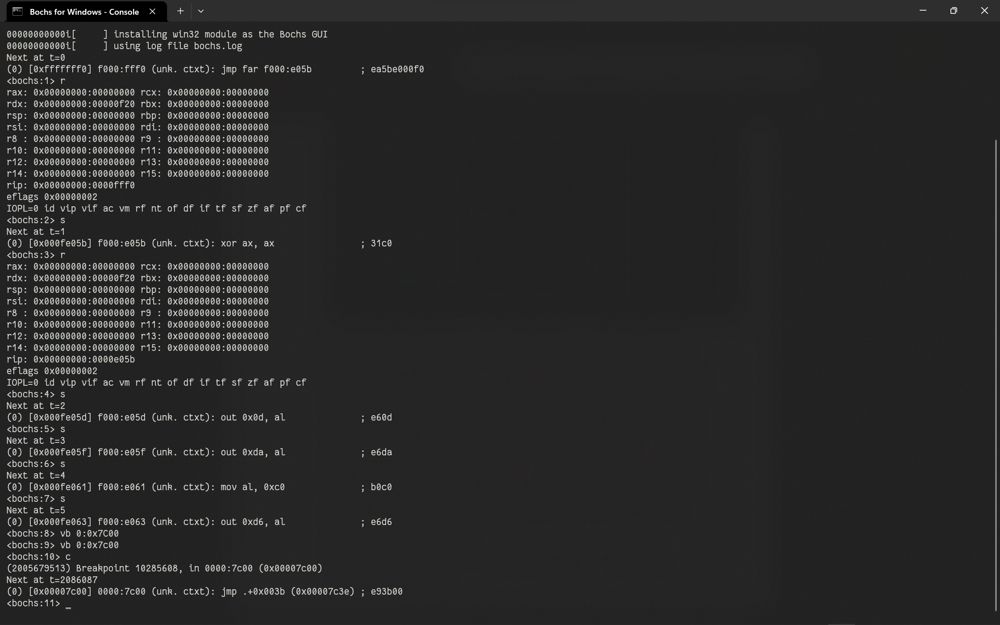 Bochs for Windows - Console
00000000000i[     ] installing win32 module as the Bochs GUI
00000000000i[     ] using log file bochs.log
Next at t=0
(0) [0xfffffff0] f000:fff0 (unk. ctxt): jmp far f000:e05b         ; ea5be000f0
<bochs:1> r
rax: 0x00000000:00000000 rcx: 0x00000000:00000000
rdx: 0x00000000:00000f20 rbx: 0x00000000:00000000
rsp: 0x00000000:00000000 rbp: 0x00000000:00000000
rsi: 0x00000000:00000000 rdi: 0x00000000:00000000
r8 : 0x00000000:00000000 r9 : 0x00000000:00000000
r10: 0x00000000:00000000 r11: 0x00000000:00000000
r12: 0x00000000:00000000 r13: 0x00000000:00000000
r14: 0x00000000:00000000 r15: 0x00000000:00000000
rip: 0x00000000:0000fff0
eflags 0x00000002
IOPL=0 id vip vif ac vm rf nt of df if tf sf zf af pf cf
<bochs:2> s
Next at t=1
(0) [0x000fe05b] f000:e05b (unk. ctxt): xor ax, ax                ; 31c0
<bochs:3> r
rax: 0x00000000:00000000 rcx: 0x00000000:00000000
rdx: 0x00000000:00000f20 rbx: 0x00000000:00000000
rsp: 0x00000000:00000000 rbp: 0x00000000:00000000
rsi: 0x00000000:00000000 rdi: 0x00000000:00000000
r8 : 0x00000000:00000000 r9 : 0x00000000:00000000
r10: 0x00000000:00000000 r11: 0x00000000:00000000
r12: 0x00000000:00000000 r13: 0x00000000:00000000
r14: 0x00000000:00000000 r15: 0x00000000:00000000
rip: 0x00000000:0000e05b
eflags 0x00000002
IOPL=0 id vip vif ac vm rf nt of df if tf sf zf af pf cf
<bochs:4> s
Next at t=2
(0) [0x000fe05d] f000:e05d (unk. ctxt): out 0x0d, al              ; e60d
<bochs:5> s
Next at t=3
(0) [0x000fe05f] f000:e05f (unk. ctxt): out 0xda, al              ; e6da
<bochs:6> s
Next at t=4
(0) [0x000fe061] f000:e061 (unk. ctxt): mov al, 0xc0              ; b0c0
<bochs:7> s
Next at t=5
(0) [0x000fe063] f000:e063 (unk. ctxt): out 0xd6, al              ; e6d6
<bochs:8> vb 0:0x7C00
<bochs:9> vb 0:0x7c00
<bochs:10> c
(2005679513) Breakpoint 10285608, in 0000:7c00 (0x00007c00)
Next at t=2086087
(0) [0x00007c00] 0000:7c00 (unk. ctxt): jmp .+0x003b (0x00007c3e) ; e93b00
<bochs:11> _